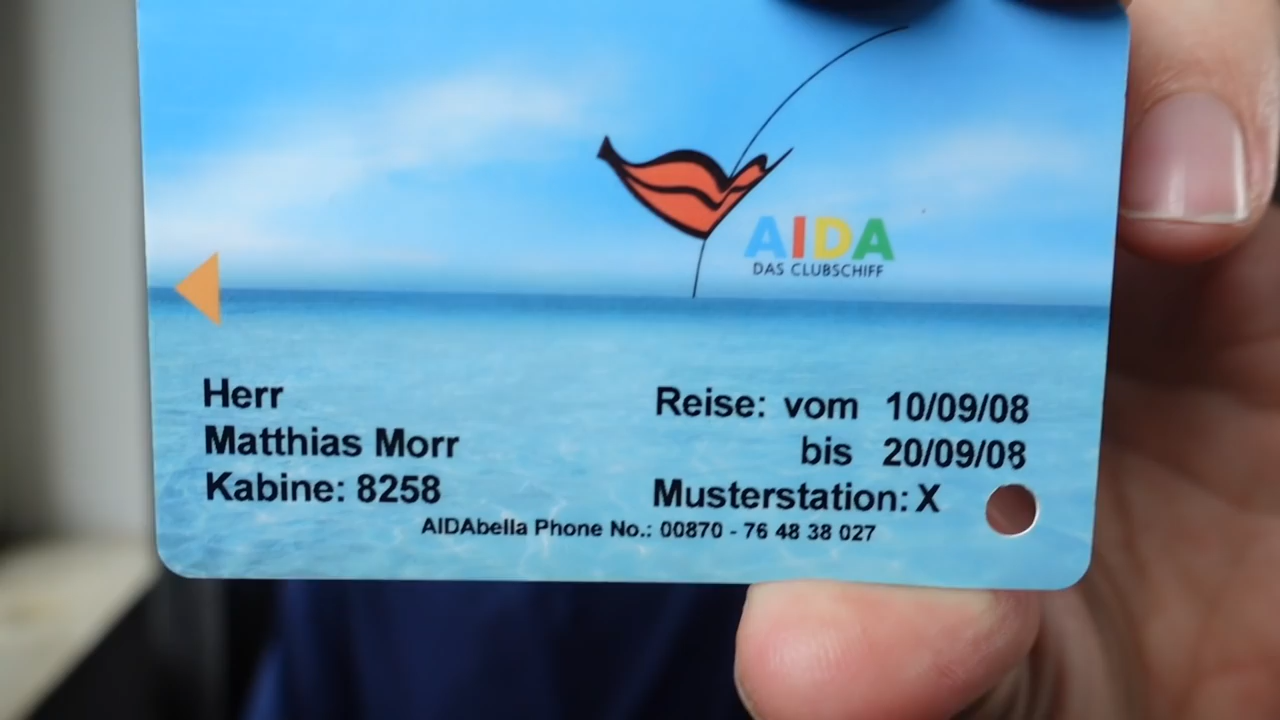 AIDA
DAS CLUBSCHIFF
Herr
Matthias Morr
Kabine: 8258
Reise: vom 10/09/08
bis 20/09/08
Musterstation: X
AIDAbella Phone No.: 00870 - 76 48 38 027